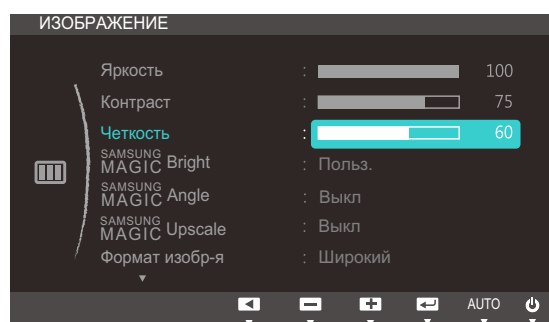 ИЗОБРАЖЕНИЕ
Яркость : 100
Контраст : 75
Четкость : 60
SAMSUNG
MAGIC Bright : Польз.
SAMSUNG
MAGIC Angle : Выкл
SAMSUNG
MAGIC Upscale : Выкл
Формат изобр-я : Широкий
AUTO